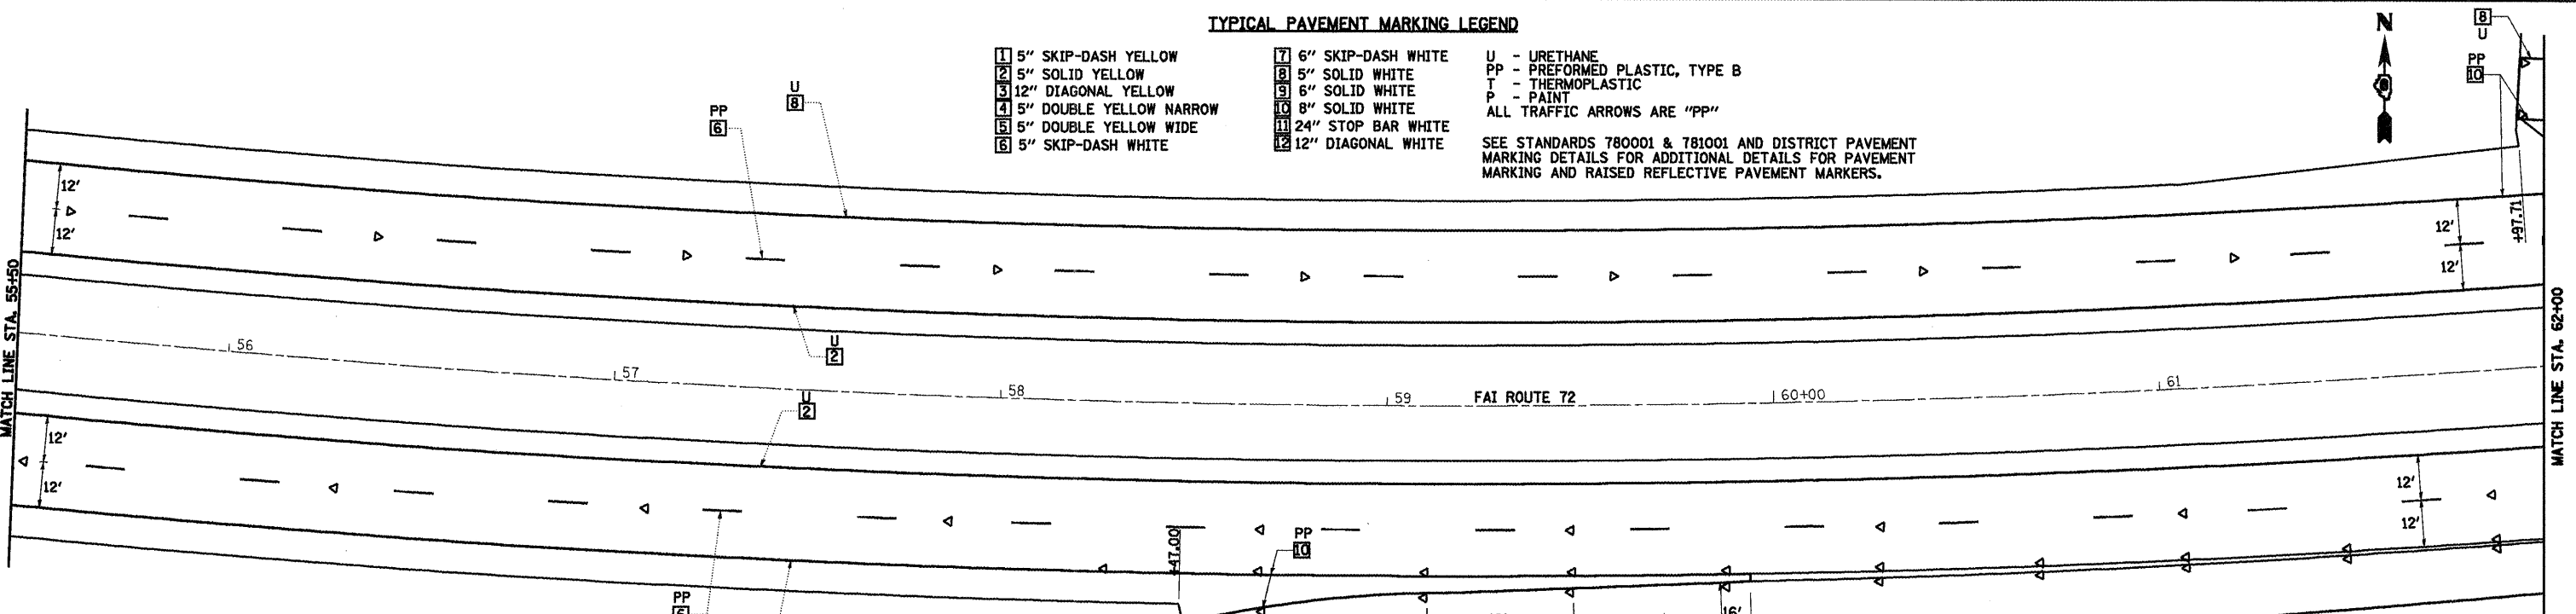 TYPICAL PAVEMENT MARKING LEGEND
1 5" SKIP-DASH YELLOW
2 5" SOLID YELLOW
3 12" DIAGONAL YELLOW
4 5" DOUBLE YELLOW NARROW
5 5" DOUBLE YELLOW WIDE
6 5" SKIP-DASH WHITE
7 6" SKIP-DASH WHITE
8 5" SOLID WHITE
9 6" SOLID WHITE
10 8" SOLID WHITE
11 24" STOP BAR WHITE
12 12" DIAGONAL WHITE
U - URETHANE
PP - PREFORMED PLASTIC, TYPE B
T - THERMOPLASTIC
P - PAINT
ALL TRAFFIC ARROWS ARE "PP"
SEE STANDARDS 780001 & 781001 AND DISTRICT PAVEMENT
MARKING DETAILS FOR ADDITIONAL DETAILS FOR PAVEMENT
MARKING AND RAISED REFLECTIVE PAVEMENT MARKERS.
N
8
U
PP
10
U
8
PP
6
12'
12'
12'
12'
+97.71
MATCH LINE STA. 55+50
MATCH LINE STA. 62+00
U
2
56
57
58
59
FAI ROUTE 72
60+00
61
U
2
12'
12'
12'
12'
+47.00
PP
10
PP
6
16'